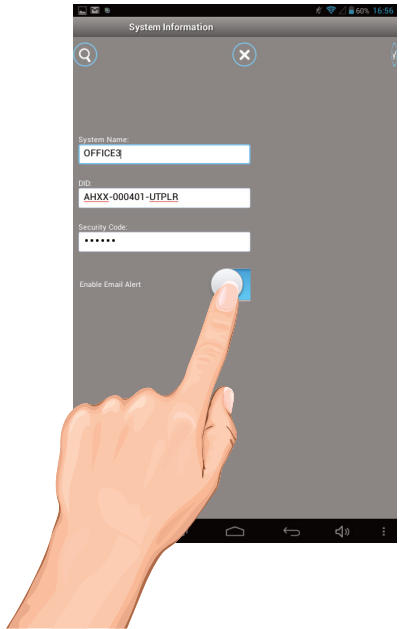 60% 16:56
System Information
System Name:
OFFICE3
DID:
AHXX-000401-UTPLR
Security Code:
••••••
Enable Email Alert